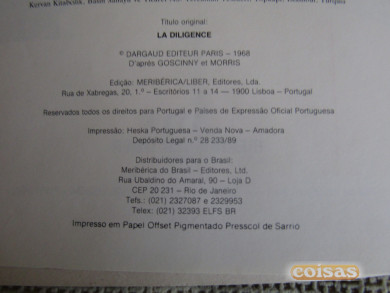 Título original:
LA DILIGENCE
© DARGAUD EDITEUR PARIS – 1968
D'après GOSCINNY et MORRIS
Edição: MERIBÉRICA/LIBER, Editores, Lda.
Rua de Xabregas, 20, 1.º – Escritórios 11 a 14 – 1900 Lisboa – Portugal
Reservados todos os direitos para Portugal e Países de Expressão Oficial Portuguesa
Impressão: Heska Portuguesa – Venda Nova – Amadora
Depósito Legal n.º 28 233/89
Distribuidores para o Brasil:
Meribérica do Brasil – Editores, Ltd.
Rua Ubaldino do Amaral, 90 – Loja D
CEP 20 231 – Rio de Janeiro
Tefs.: (021) 2327087 e 2329953
Telex: (021) 32393 ELFS BR
Impresso em Papel Offset Pigmentado Presscol de Sarrió
coisas